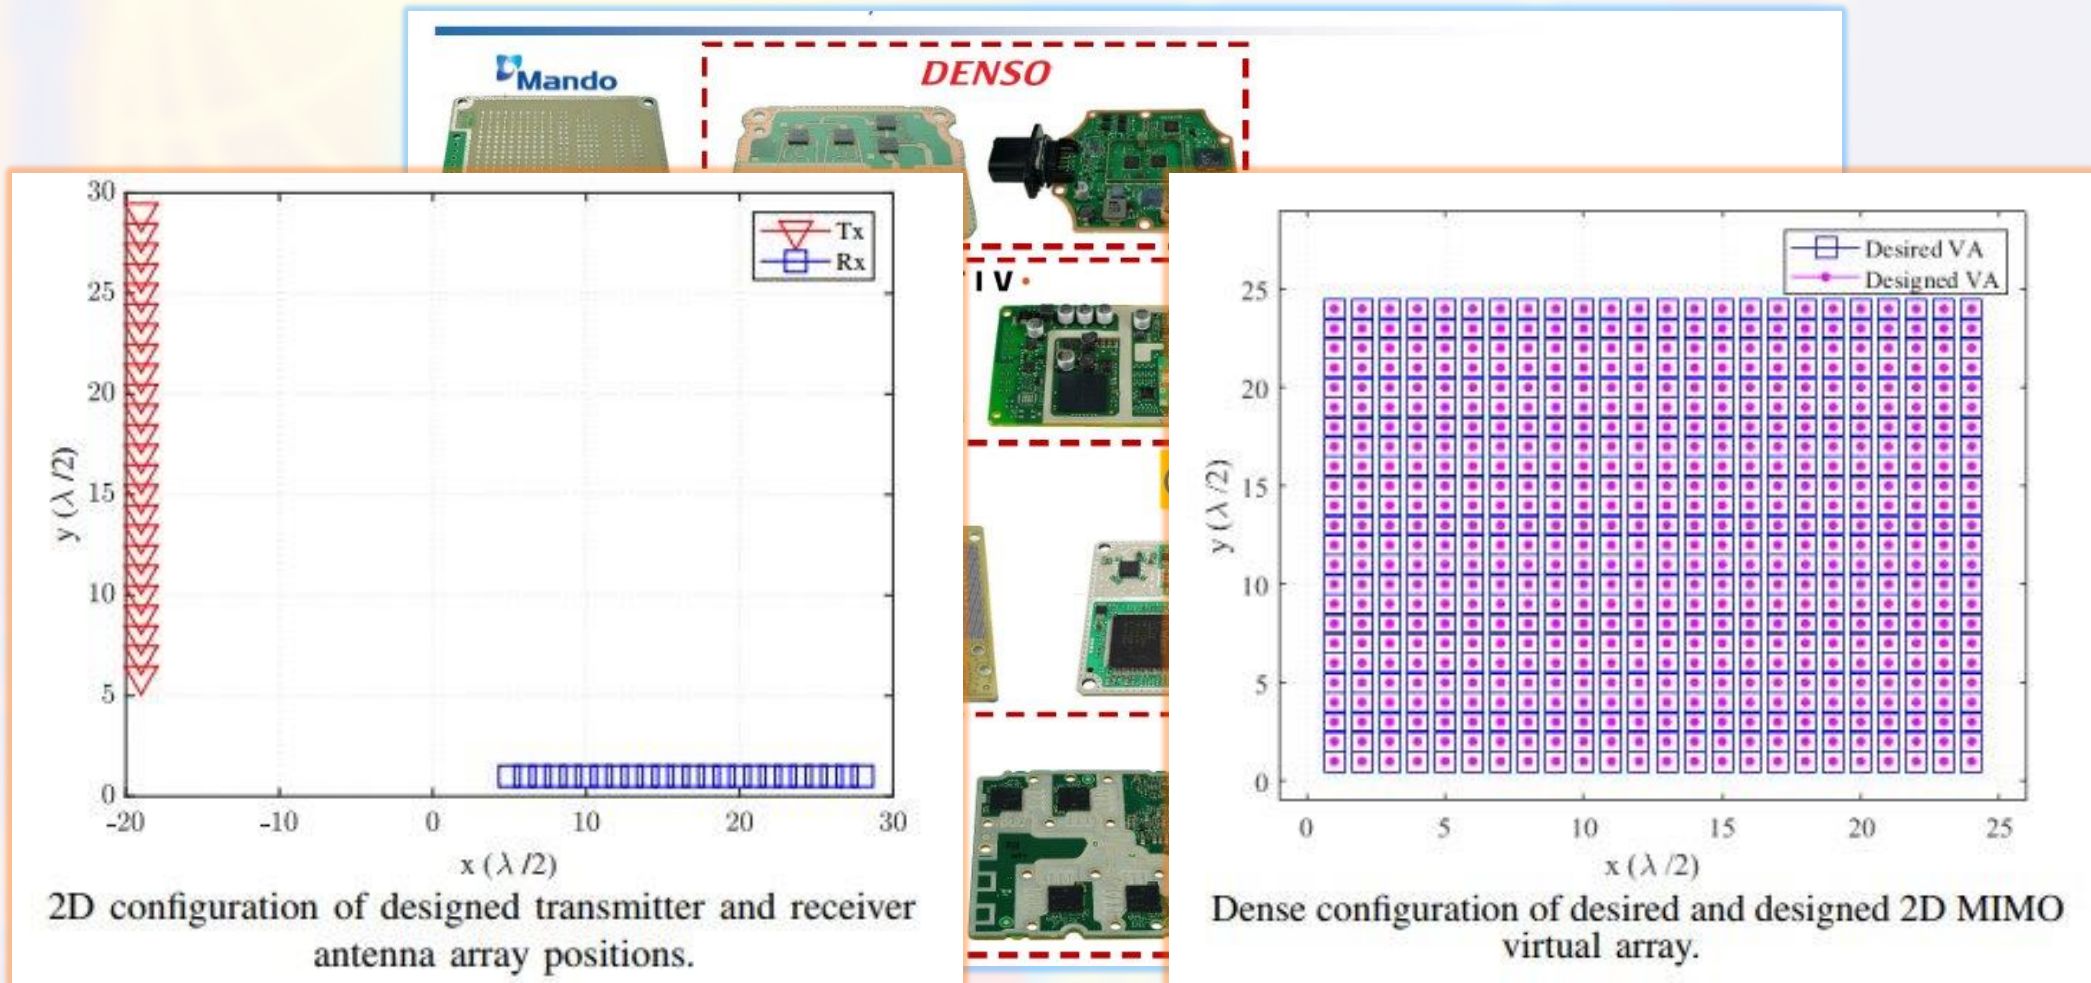 Mando
DENSO
I V
30
25
20
15
10
5
0
-20
-10
0
10
20
30
y (λ/2)
x (λ/2)
Tx
Rx
2D configuration of designed transmitter and receiver
antenna array positions.
Desired VA
Designed VA
25
20
15
10
5
0
0
5
10
15
20
25
y (λ/2)
x (λ/2)
Dense configuration of desired and designed 2D MIMO
virtual array.